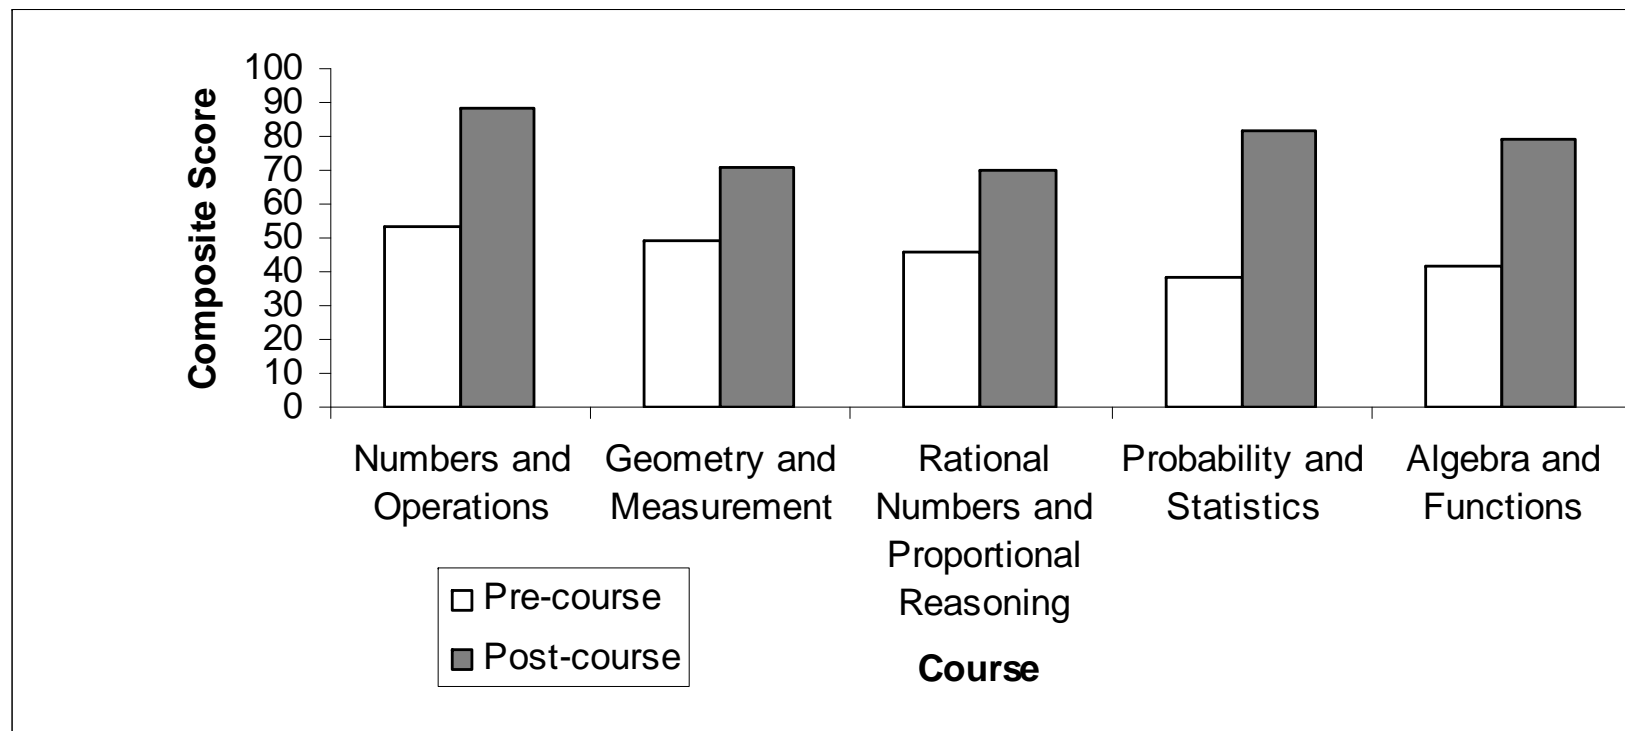 Composite Score
100
90
80
70
60
50
40
30
20
10
0
Numbers and
Operations
Geometry and
Measurement
Rational
Numbers and
Proportional
Reasoning
Probability and
Statistics
Algebra and
Functions
Pre-course
Post-course
Course